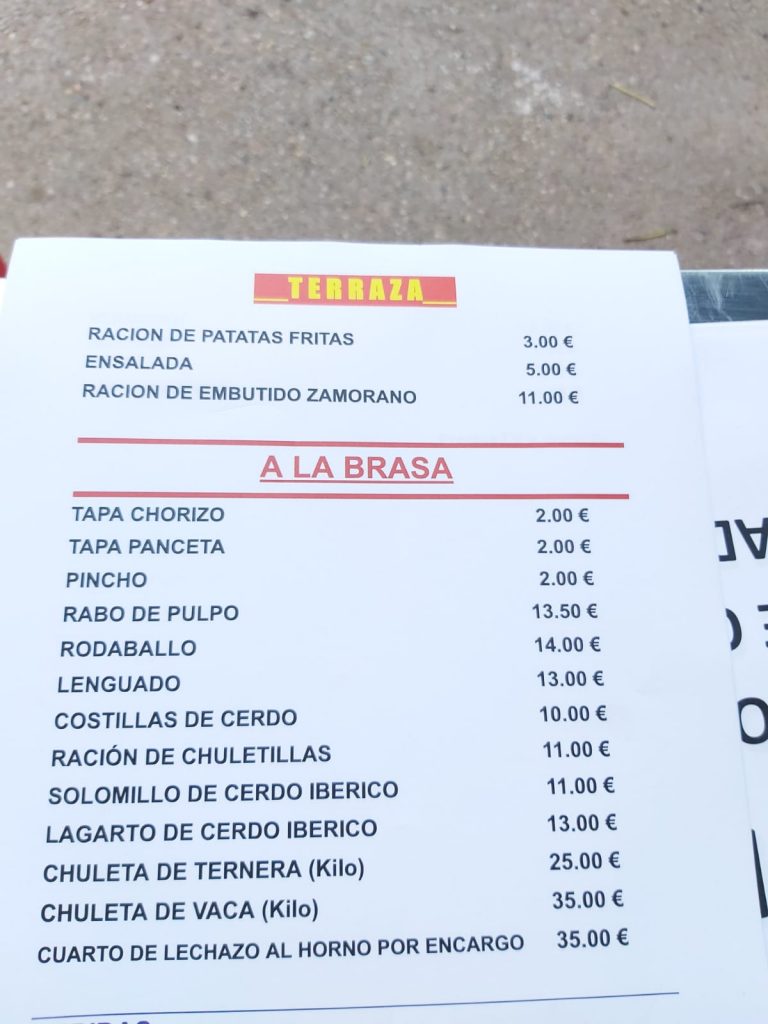 TERRAZA
RACION DE PATATAS FRITAS 3.00 €
ENSALADA 5.00 €
RACION DE EMBUTIDO ZAMORANO 11.00 €
A LA BRASA
TAPA CHORIZO 2.00 €
TAPA PANCETA 2.00 €
PINCHO 2.00 €
RABO DE PULPO 13.50 €
RODABALLO 14.00 €
LENGUADO 13.00 €
COSTILLAS DE CERDO 10.00 €
RACIÓN DE CHULETILLAS 11.00 €
SOLOMILLO DE CERDO IBERICO 11.00 €
LAGARTO DE CERDO IBERICO 13.00 €
CHULETA DE TERNERA (Kilo) 25.00 €
CHULETA DE VACA (Kilo) 35.00 €
CUARTO DE LECHAZO AL HORNO POR ENCARGO 35.00 €